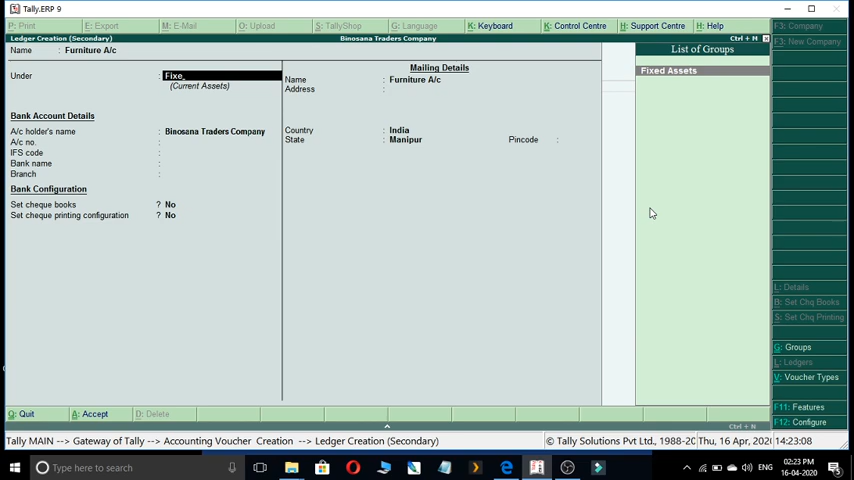 Tally.ERP 9
P: Print
E: Export
M: E-Mail
O: Upload
S: TallyShop
G: Language
K: Keyboard
K: Control Centre
H: Support Centre
H: Help
F3: Company
F3: New Company
Ledger Creation (Secondary)
Binosana Traders Company
Ctrl + M
Name : Furniture A/c
List of Groups
Under : Fixe
(Current Assets)
Mailing Details
Name : Furniture A/c
Address :
Fixed Assets
Bank Account Details
A/c holder's name : Binosana Traders Company
A/c no. :
IFS code :
Bank name :
Branch :
Country : India
State : Manipur
Pincode :
Bank Configuration
Set cheque books ? No
Set cheque printing configuration ? No
L: Details
B: Set Chq Books
S: Set Chq Printing
G: Groups
L: Ledgers
V: Voucher Types
F11: Features
F12: Configure
Q: Quit
A: Accept
D: Delete
Ctrl + N
Tally MAIN --> Gateway of Tally --> Accounting Voucher Creation --> Ledger Creation (Secondary)
© Tally Solutions Pvt Ltd., 1988-20
Thu, 16 Apr, 2020
14:23:08
Type here to search
ENG
02:23 PM
16-04-2020